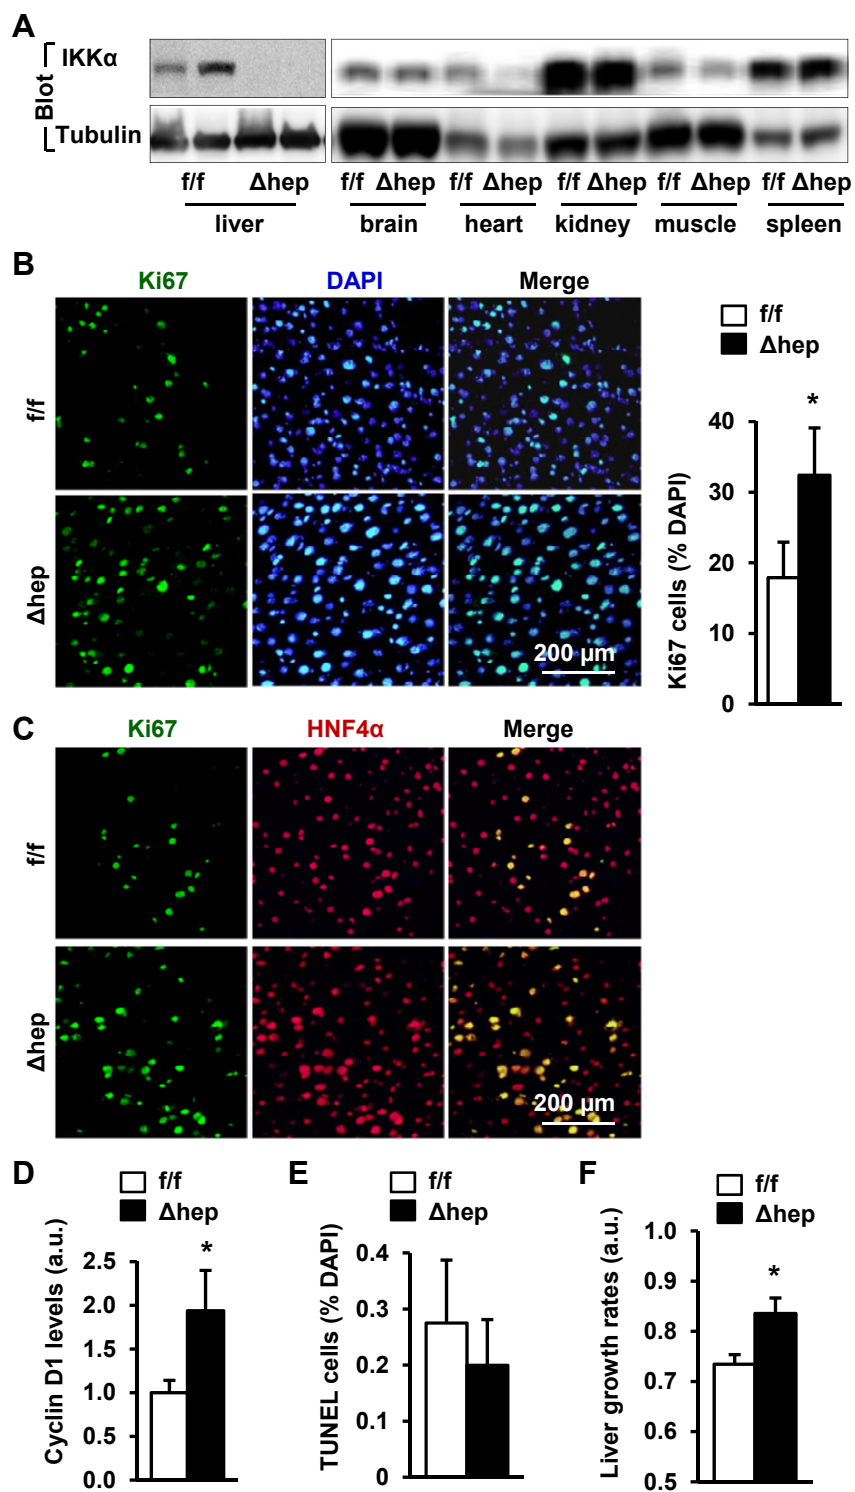 A
Blot
IKKα
Tubulin
f/f Δhep f/f Δhep f/f Δhep f/f Δhep f/f Δhep f/f Δhep
liver brain heart kidney muscle spleen
B
Ki67 DAPI Merge
f/f
Δhep
200 µm
f/f
Δhep
*
Ki67 cells (% DAPI)
40
30
20
10
0
C
Ki67 HNF4α Merge
f/f
Δhep
200 µm
D
f/f
Δhep
*
Cyclin D1 levels (a.u.)
2.5
2.0
1.5
1.0
0.5
0.0
E
f/f
Δhep
TUNEL cells (% DAPI)
0.4
0.3
0.2
0.1
0
F
f/f
Δhep
*
Liver growth rates (a.u.)
1.0
0.9
0.8
0.7
0.6
0.5